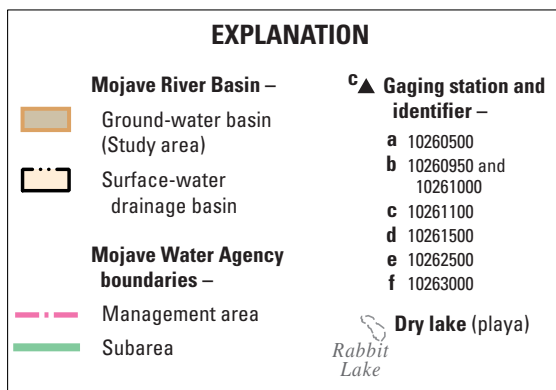 EXPLANATION
Mojave River Basin –
Ground-water basin
(Study area)
Surface-water
drainage basin
Mojave Water Agency
boundaries –
Management area
Subarea
c Gaging station and
identifier –
a 10260500
b 10260950 and
10261000
c 10261100
d 10261500
e 10262500
f 10263000
Dry lake (playa)
Rabbit
Lake